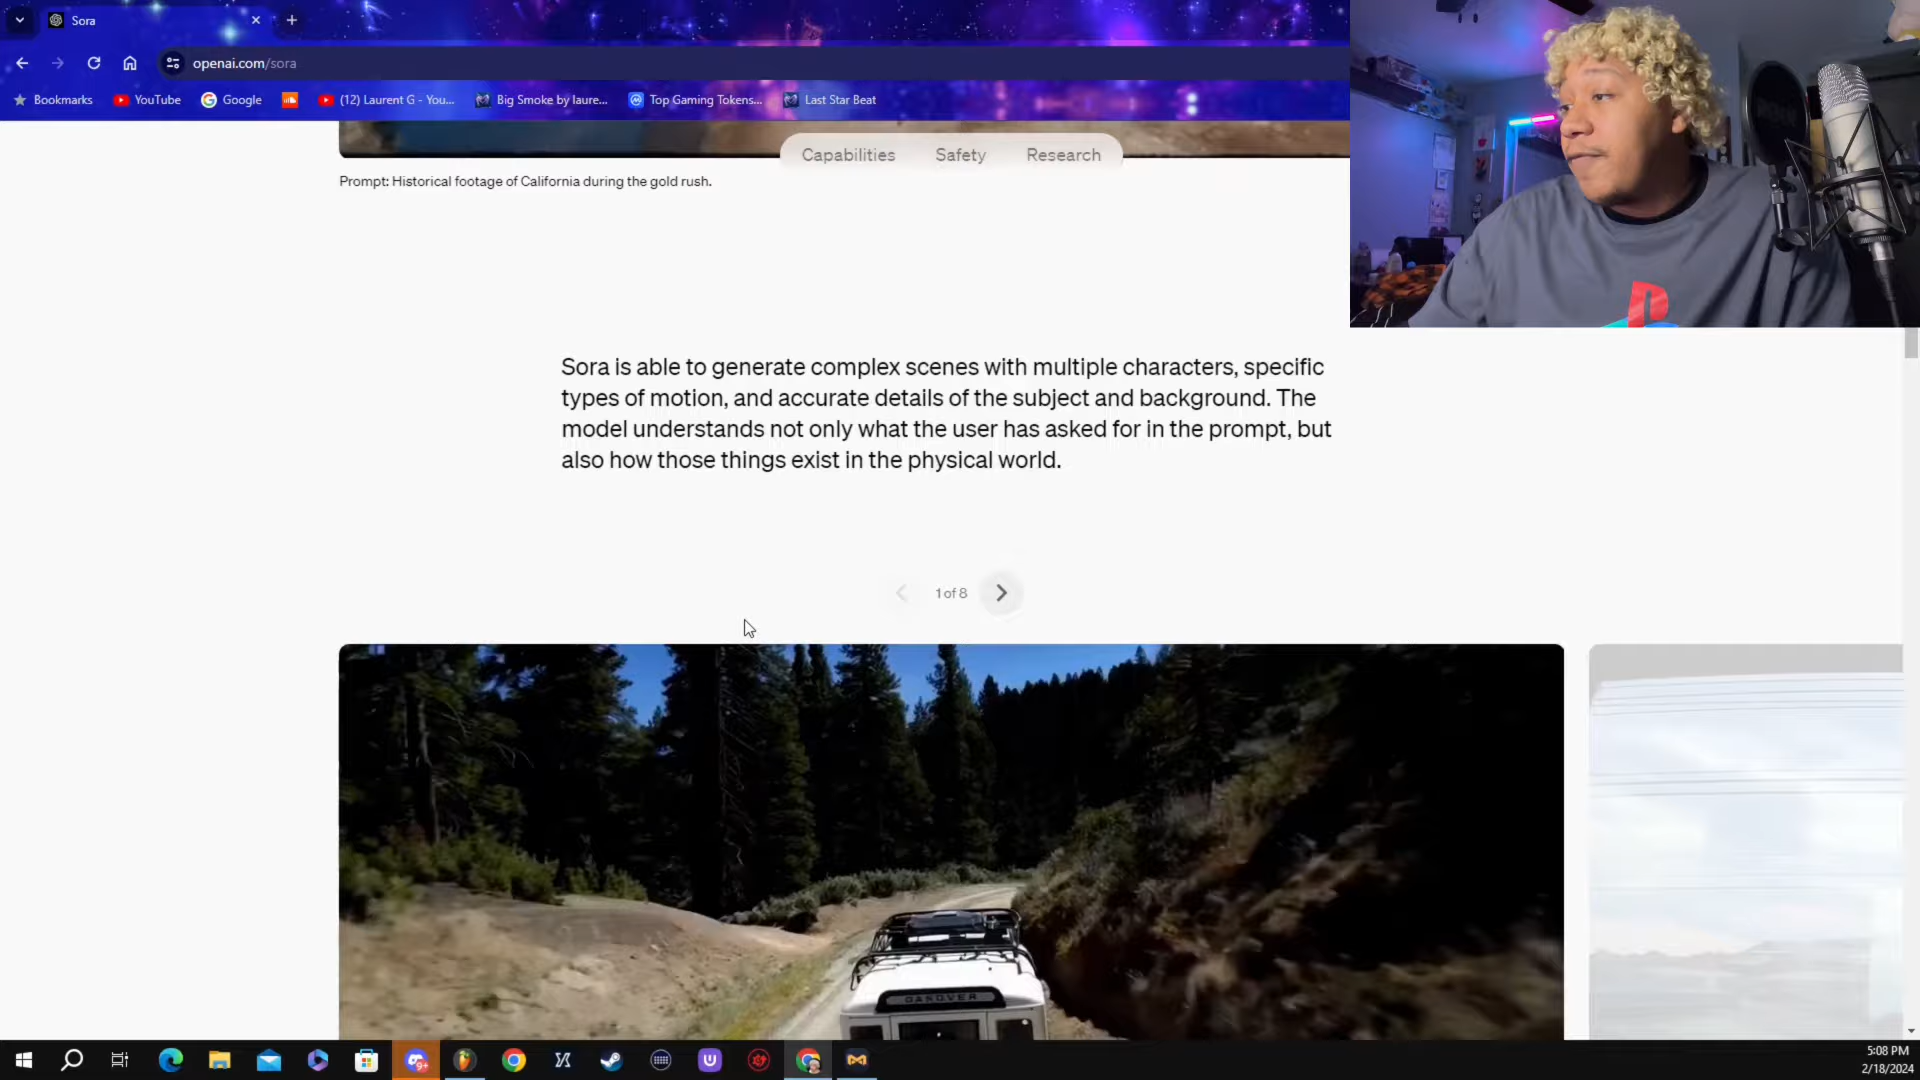 Sora
openai.com/sora
Bookmarks
YouTube
Google
(12) Laurent G - You...
Big Smoke by laure...
Top Gaming Tokens...
Last Star Beat
Capabilities
Safety
Research
Prompt: Historical footage of California during the gold rush.
Sora is able to generate complex scenes with multiple characters, specific
types of motion, and accurate details of the subject and background. The
model understands not only what the user has asked for in the prompt, but
also how those things exist in the physical world.
1 of 8
DANOVER
9+
5:08 PM
2/18/2024